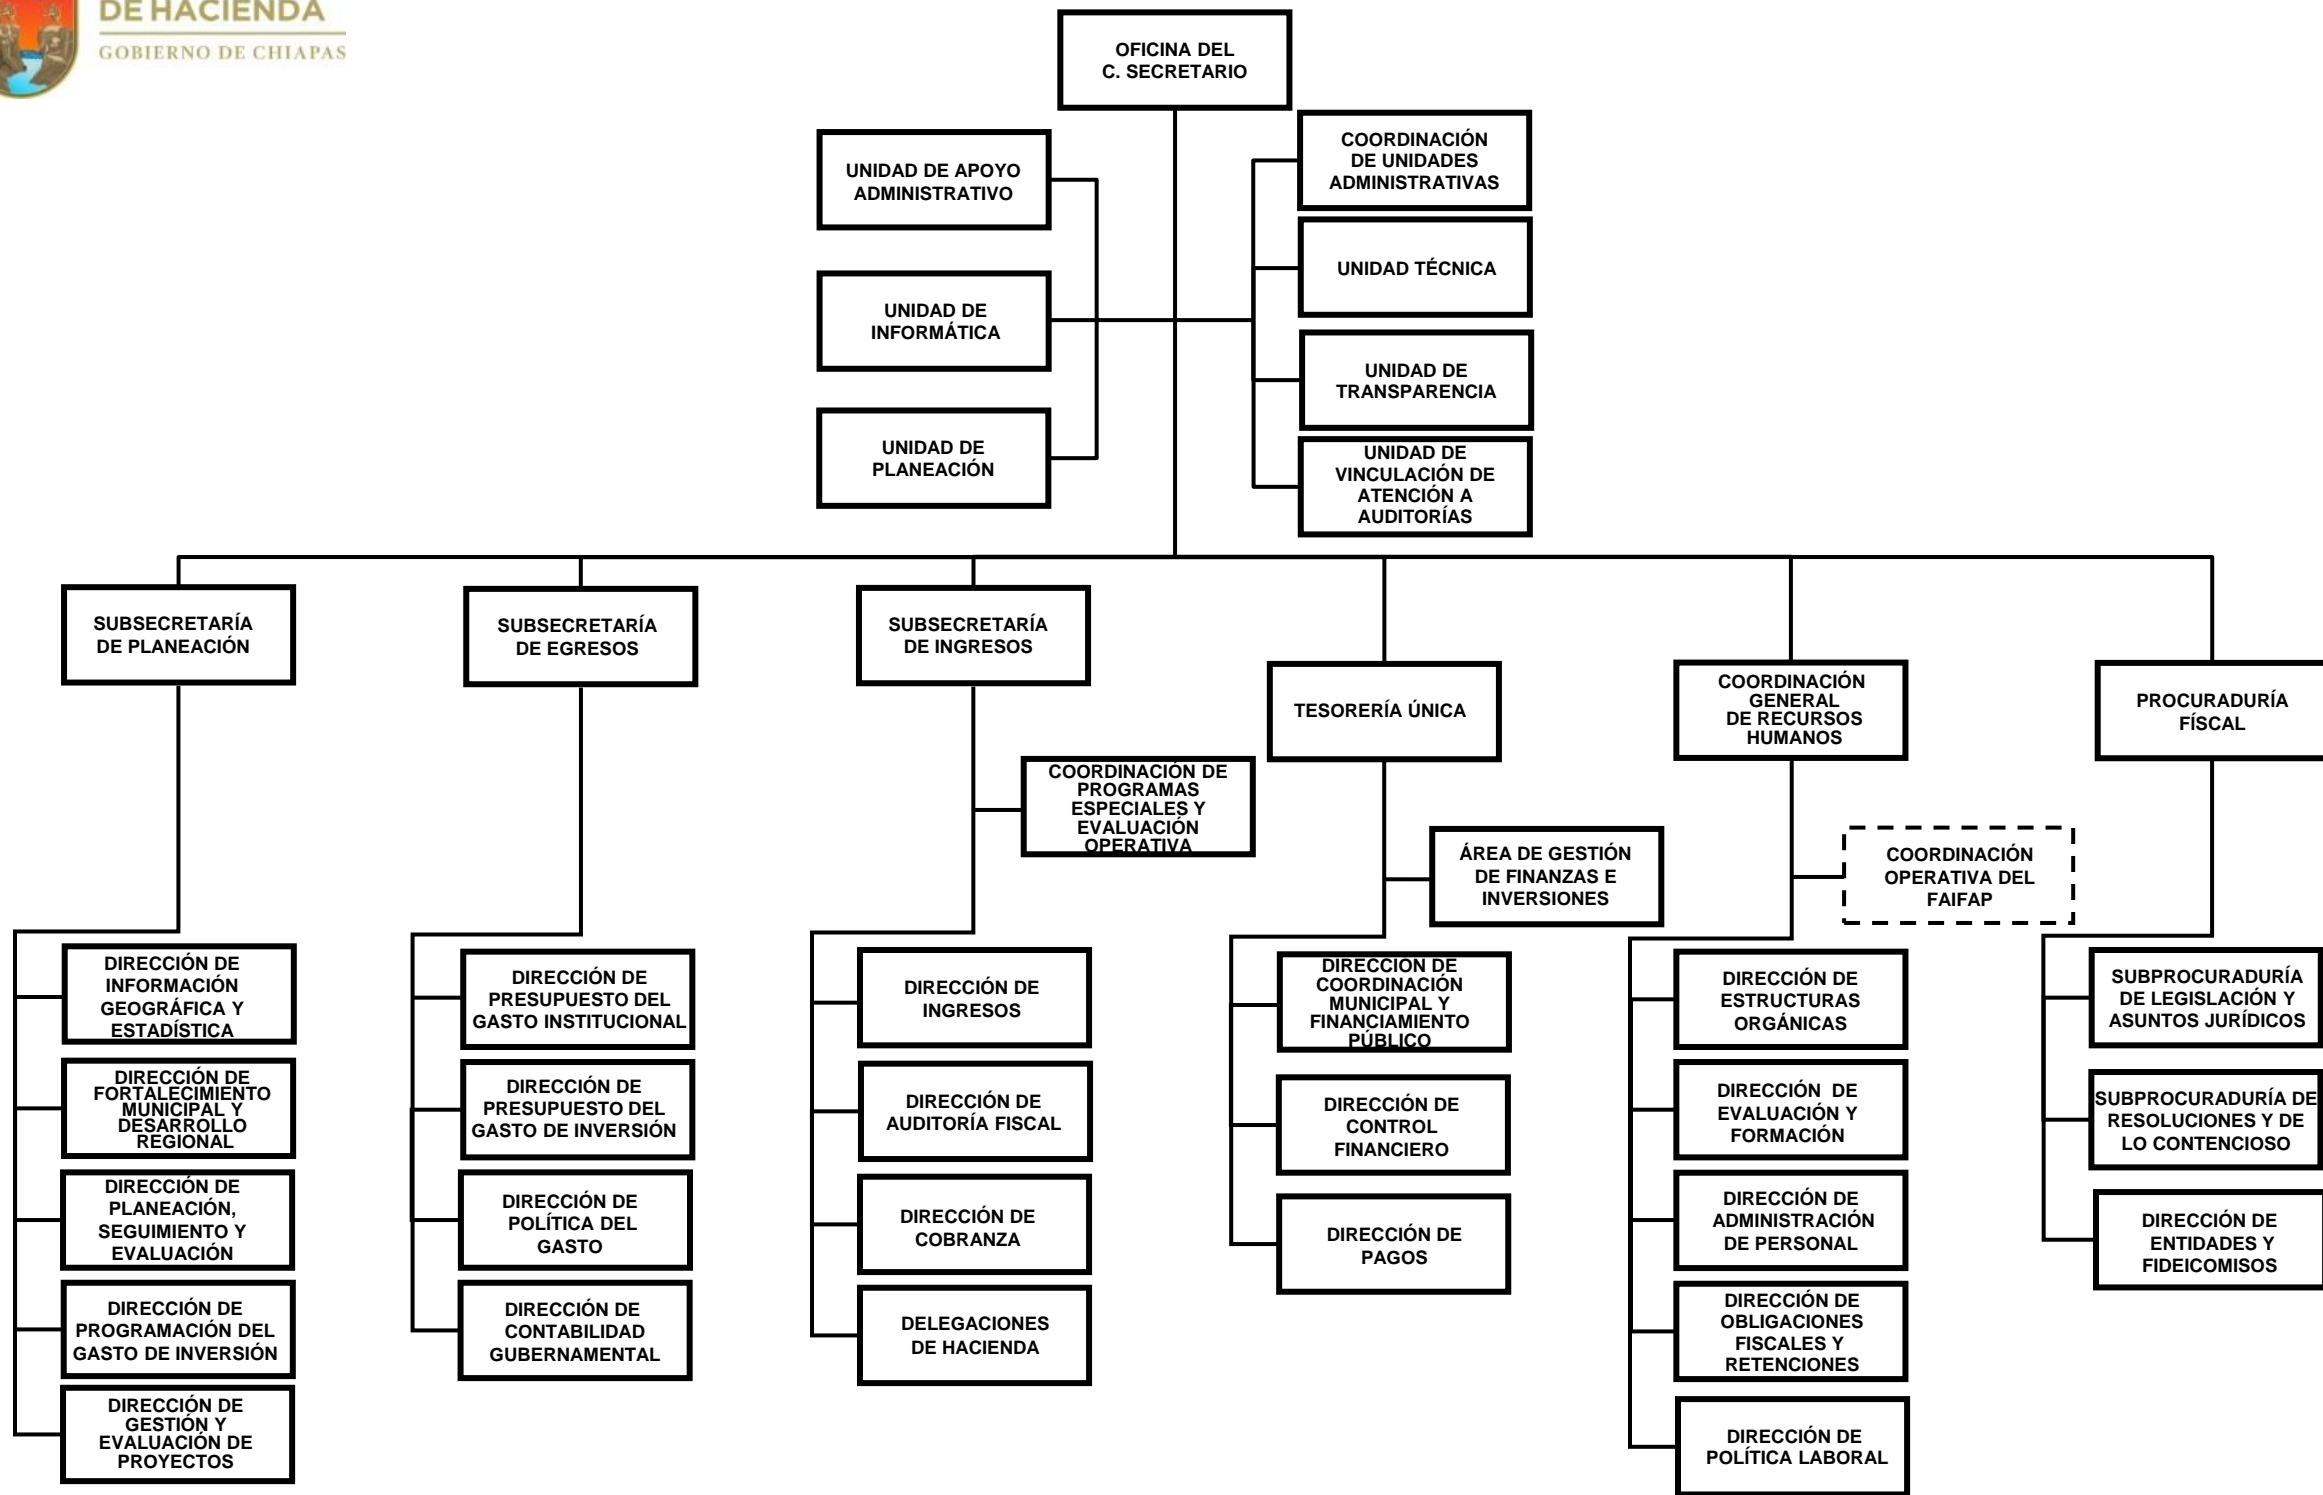 DE HACIENDA
GOBIERNO DE CHIAPAS
OFICINA DEL
C. SECRETARIO
UNIDAD DE APOYO
ADMINISTRATIVO
UNIDAD DE
INFORMÁTICA
UNIDAD DE
PLANEACIÓN
COORDINACIÓN
DE UNIDADES
ADMINISTRATIVAS
UNIDAD TÉCNICA
UNIDAD DE
TRANSPARENCIA
UNIDAD DE
VINCULACIÓN DE
ATENCIÓN A
AUDITORÍAS
SUBSECRETARÍA
DE PLANEACIÓN
SUBSECRETARÍA
DE EGRESOS
SUBSECRETARÍA
DE INGRESOS
TESORERÍA ÚNICA
COORDINACIÓN
GENERAL
DE RECURSOS
HUMANOS
PROCURADURÍA
FÍSCAL
COORDINACIÓN DE
PROGRAMAS
ESPECIALES Y
EVALUACIÓN
OPERATIVA
ÁREA DE GESTIÓN
DE FINANZAS E
INVERSIONES
COORDINACIÓN
OPERATIVA DEL
FAIFAP
DIRECCIÓN DE
INFORMACIÓN
GEOGRÁFICA Y
ESTADÍSTICA
DIRECCIÓN DE
FORTALECIMIENTO
MUNICIPAL Y
DESARROLLO
REGIONAL
DIRECCIÓN DE
PLANEACIÓN,
SEGUIMIENTO Y
EVALUACIÓN
DIRECCIÓN DE
PROGRAMACIÓN DEL
GASTO DE INVERSIÓN
DIRECCIÓN DE
GESTIÓN Y
EVALUACIÓN DE
PROYECTOS
DIRECCIÓN DE
PRESUPUESTO DEL
GASTO INSTITUCIONAL
DIRECCIÓN DE
PRESUPUESTO DEL
GASTO DE INVERSIÓN
DIRECCIÓN DE
POLÍTICA DEL
GASTO
DIRECCIÓN DE
CONTABILIDAD
GUBERNAMENTAL
DIRECCIÓN DE
INGRESOS
DIRECCIÓN DE
AUDITORÍA FISCAL
DIRECCIÓN DE
COBRANZA
DELEGACIONES
DE HACIENDA
DIRECCIÓN DE
COORDINACIÓN
MUNICIPAL Y
FINANCIAMIENTO
PÚBLICO
DIRECCIÓN DE
CONTROL
FINANCIERO
DIRECCIÓN DE
PAGOS
DIRECCIÓN DE
ESTRUCTURAS
ORGÁNICAS
DIRECCIÓN DE
EVALUACIÓN Y
FORMACIÓN
DIRECCIÓN DE
ADMINISTRACIÓN
DE PERSONAL
DIRECCIÓN DE
OBLIGACIONES
FISCALES Y
RETENCIONES
DIRECCIÓN DE
POLÍTICA LABORAL
SUBPROCURADURÍA
DE LEGISLACIÓN Y
ASUNTOS JURÍDICOS
SUBPROCURADURÍA DE
RESOLUCIONES Y DE
LO CONTENCIOSO
DIRECCIÓN DE
ENTIDADES Y
FIDEICOMISOS